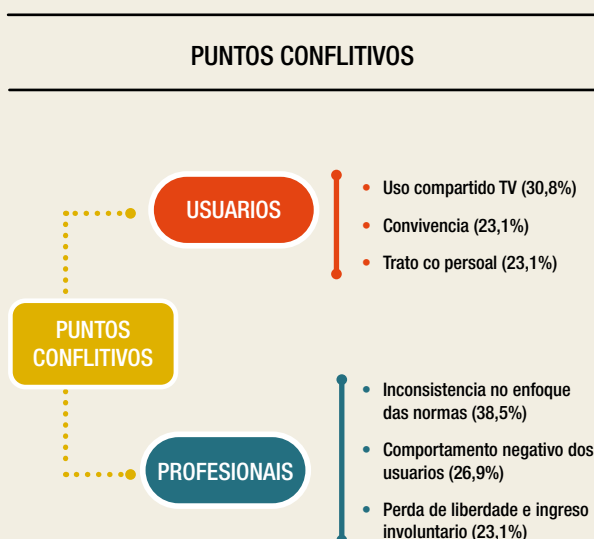 PUNTOS CONFLITIVOS
USUARIOS
• Uso compartido TV (30,8%)
• Convivencia (23,1%)
• Trato co persoal (23,1%)
PUNTOS
CONFLITIVOS
PROFESIONAIS
• Inconsistencia no enfoque
das normas (38,5%)
• Comportamento negativo dos
usuarios (26,9%)
• Perda de liberdade e ingreso
involuntario (23,1%)